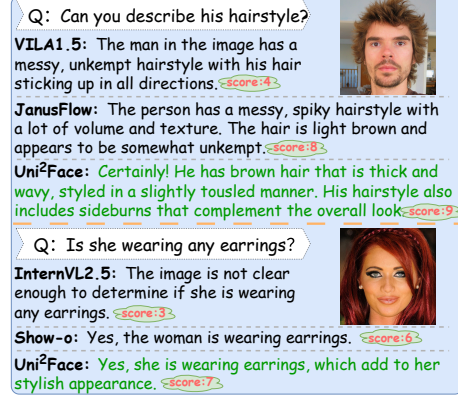 Q: Can you describe his hairstyle?
VILA1.5: The man in the image has a
messy, unkempt hairstyle with his hair
sticking up in all directions. score:4
JanusFlow: The person has a messy, spiky hairstyle with
a lot of volume and texture. The hair is light brown and
appears to be somewhat unkempt. score:8
Uni²Face: Certainly! He has brown hair that is thick and
wavy, styled in a slightly tousled manner. His hairstyle also
includes sideburns that complement the overall look. score:9
Q: Is she wearing any earrings?
InternVL2.5: The image is not clear
enough to determine if she is wearing
any earrings. score:3
Show-o: Yes, the woman is wearing earrings. score:6
Uni²Face: Yes, she is wearing earrings, which add to her
stylish appearance. score:7